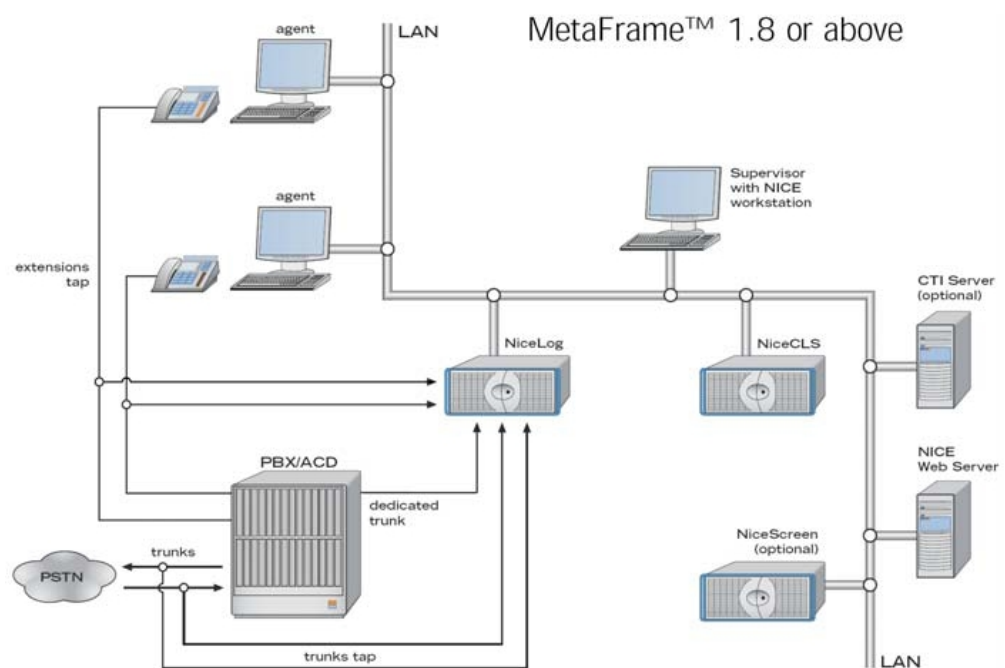 LAN
MetaFrame™ 1.8 or above
agent
agent
Supervisor
with NICE
workstation
extensions
tap
CTI Server
(optional)
NiceLog
NiceCLS
PBX/ACD
NICE
Web Server
dedicated
trunk
NiceScreen
(optional)
trunks
PSTN
trunks tap
LAN